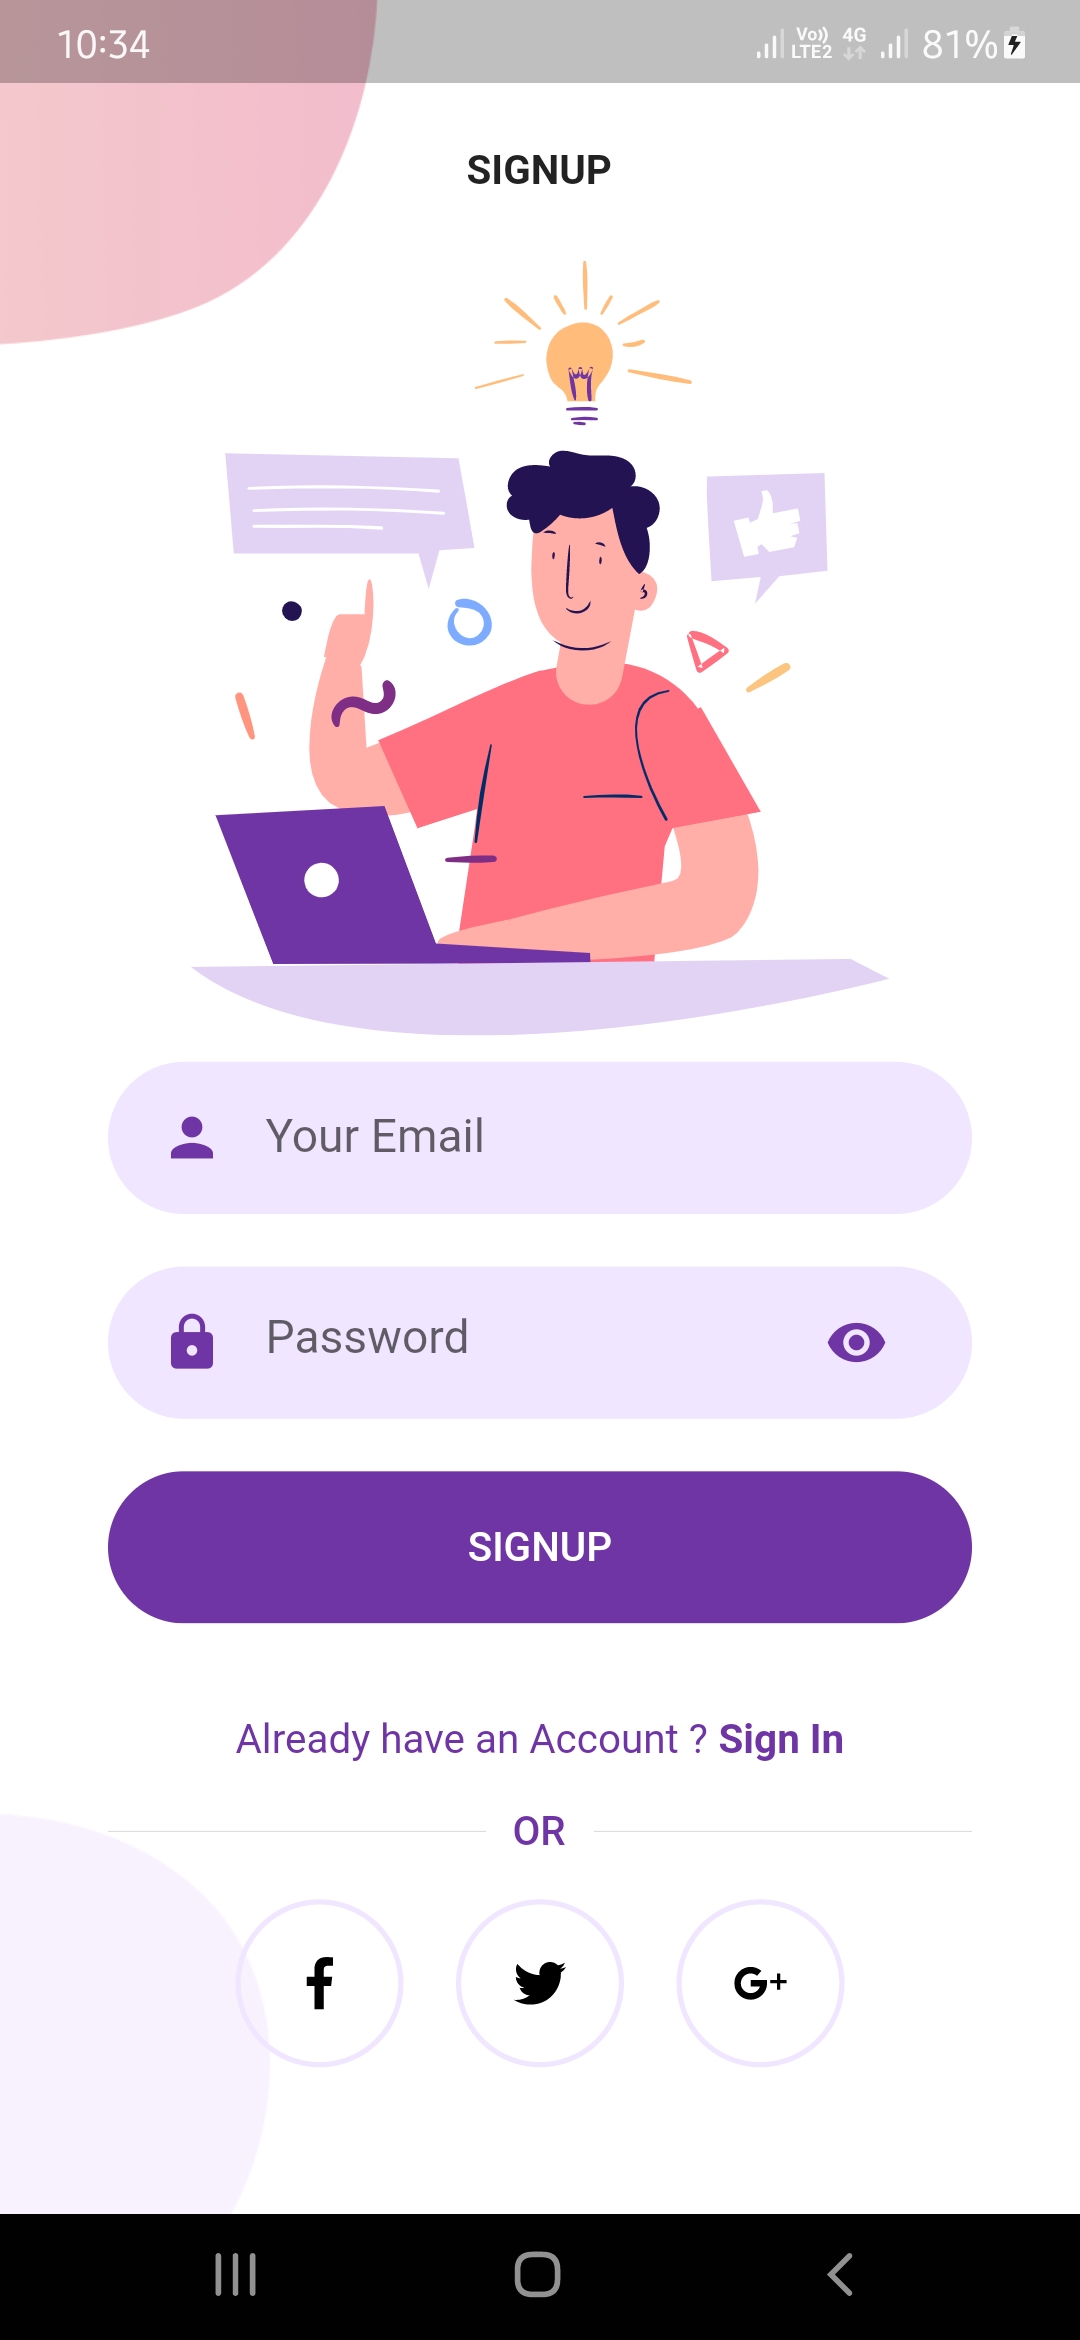 10:34
Vo)) LTE2 4G 81%
SIGNUP
Your Email
Password
SIGNUP
Already have an Account ? Sign In
OR
G+